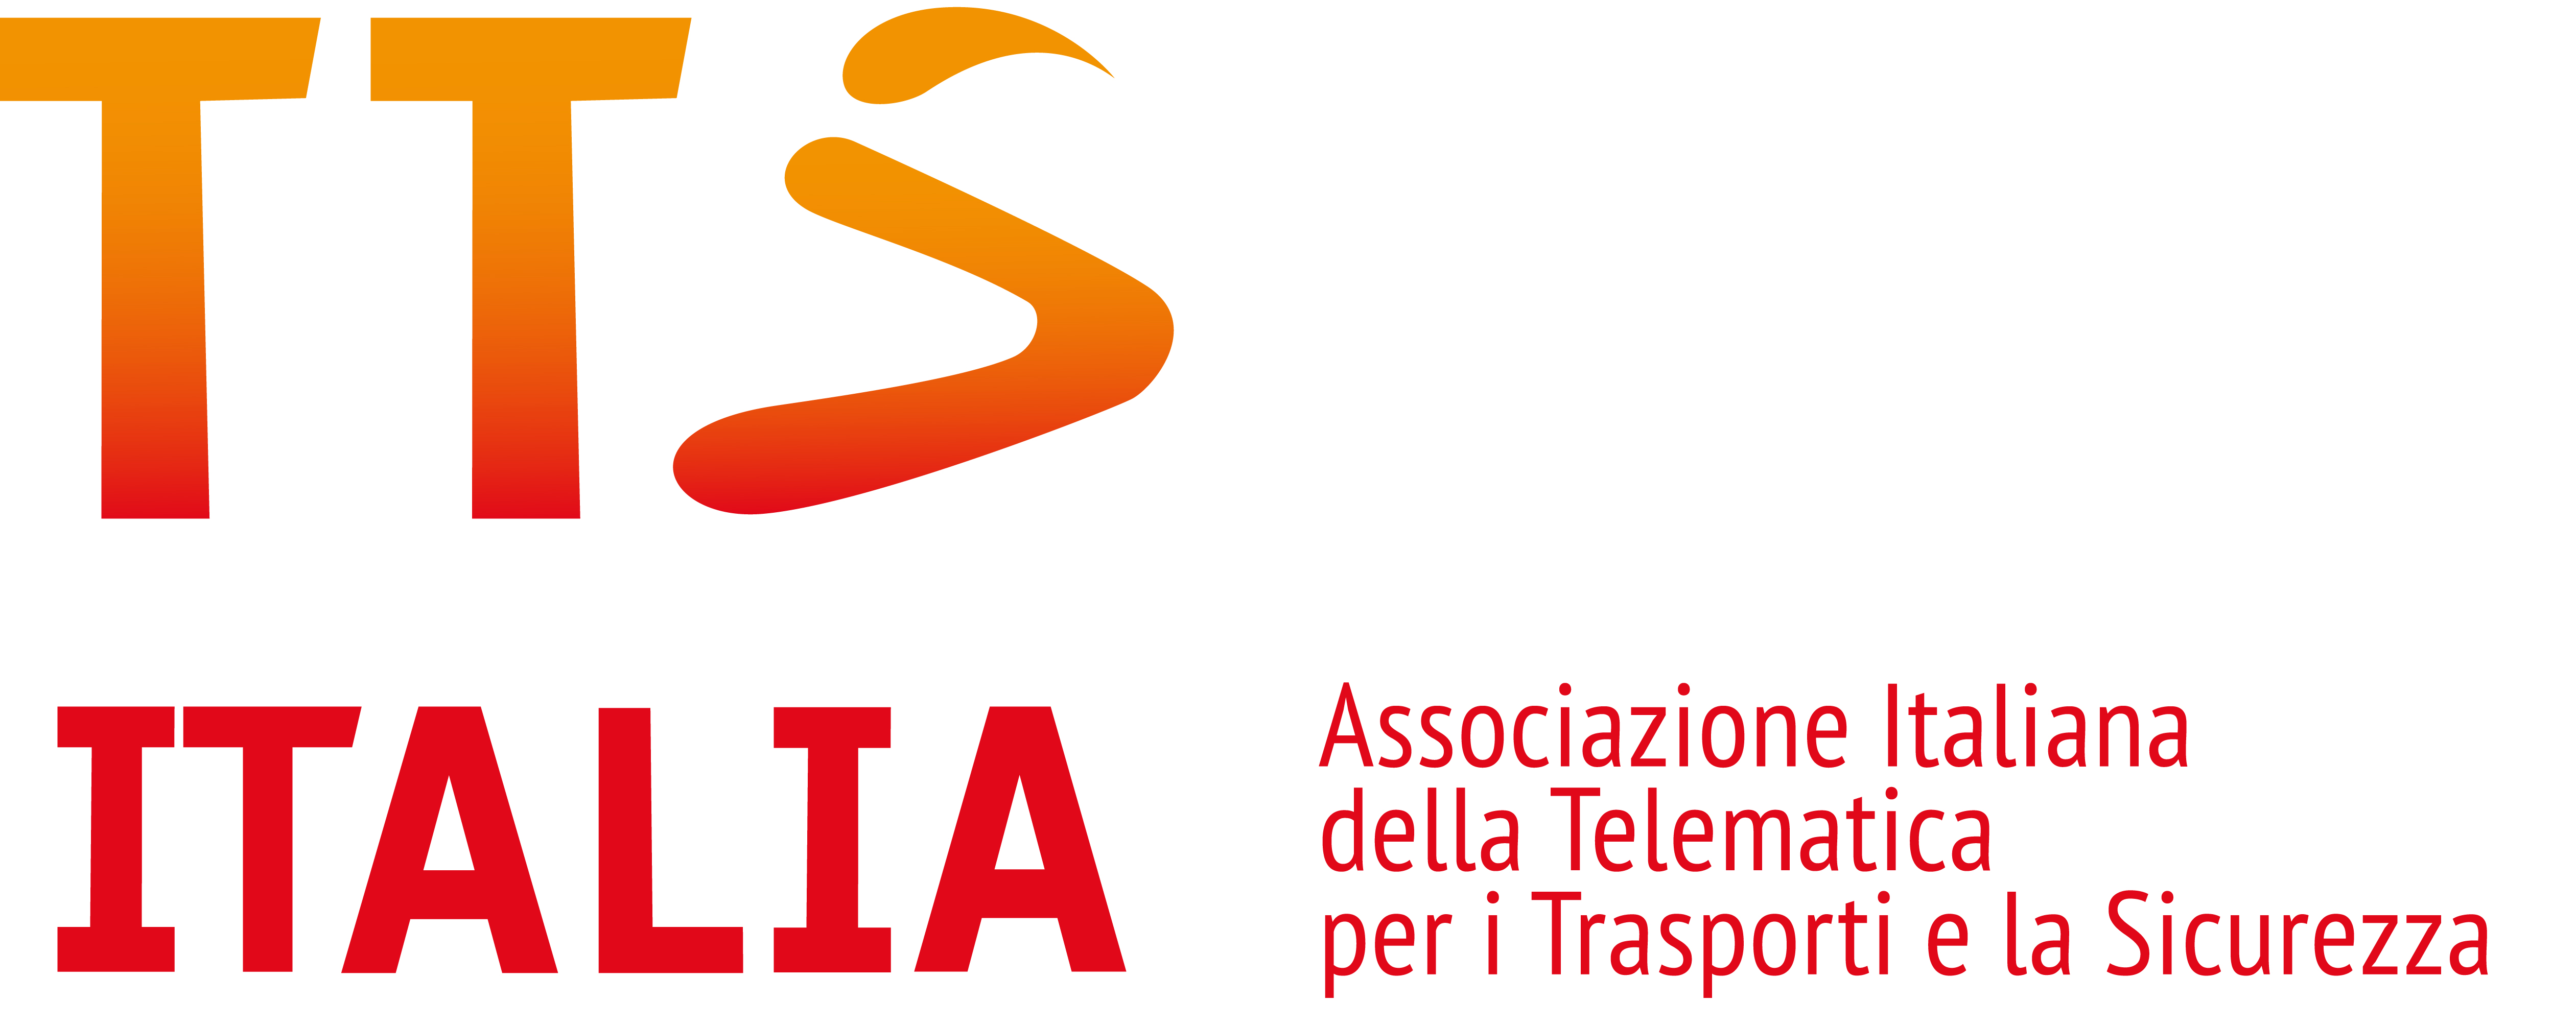 TTS
ITALIA
Associazione Italiana
della Telematica
per i Trasporti e la Sicurezza